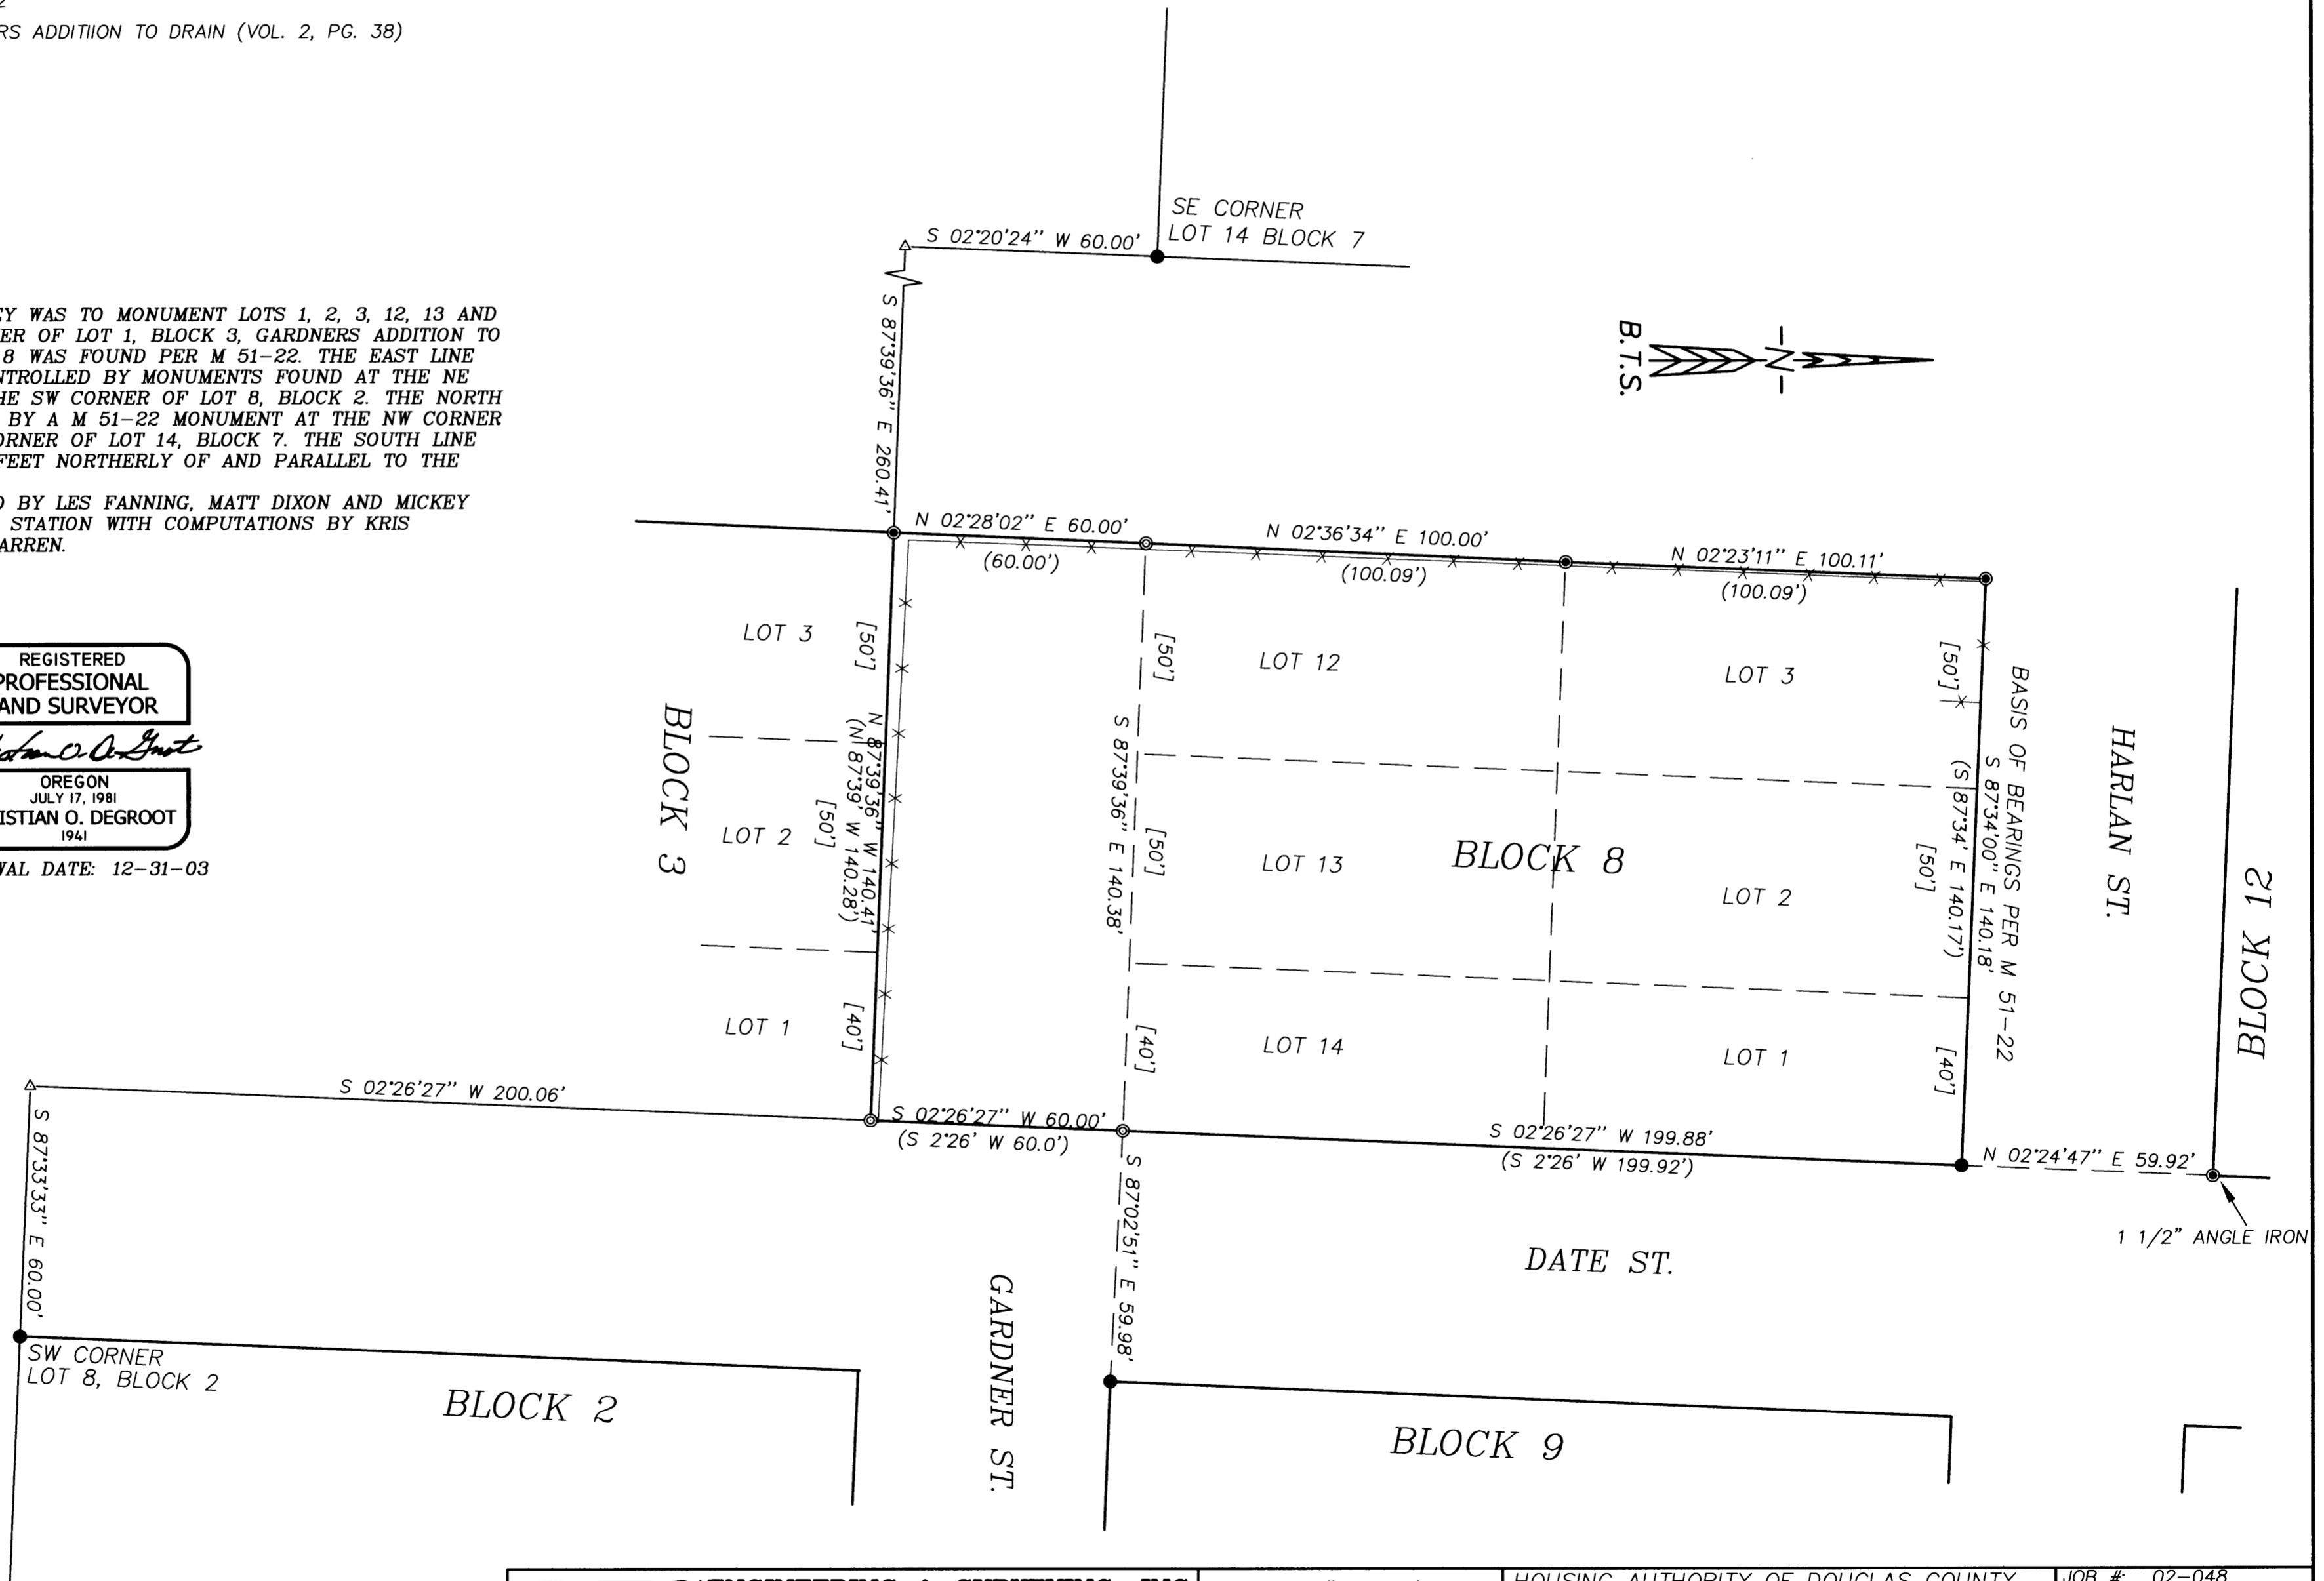 RS ADDITIION TO DRAIN (VOL. 2, PG. 38)
SE CORNER
LOT 14 BLOCK 7
S 02°20'24" W 60.00'
S 87°39'36" E 260.41'
B.T.S.
N
EY WAS TO MONUMENT LOTS 1, 2, 3, 12, 13 AND
ER OF LOT 1, BLOCK 3, GARDNERS ADDITION TO
8 WAS FOUND PER M 51-22. THE EAST LINE
NTROLLED BY MONUMENTS FOUND AT THE NE
HE SW CORNER OF LOT 8, BLOCK 2. THE NORTH
BY A M 51-22 MONUMENT AT THE NW CORNER
ORNER OF LOT 14, BLOCK 7. THE SOUTH LINE
FEET NORTHERLY OF AND PARALLEL TO THE
D BY LES FANNING, MATT DIXON AND MICKEY
STATION WITH COMPUTATIONS BY KRIS
ARREN.
N 02°28'02" E 60.00'
(60.00')
N 02°36'34" E 100.00'
(100.09')
N 02°23'11" E 100.11'
(100.09')
REGISTERED
PROFESSIONAL
AND SURVEYOR
OREGON
JULY 17, 1981
ISTIAN O. DEGROOT
1941
WAL DATE: 12-31-03
LOT 3
[50']
BLOCK 3
LOT 2
[50']
N 87°39'36" W 140.41'
(N 87°39' W 140.28')
LOT 1
[40']
[50']
LOT 12
LOT 3
[50']
S 87°39'36" E 140.38'
[50']
LOT 13
BLOCK 8
LOT 2
[50']
[40']
LOT 14
LOT 1
[40']
BASIS OF BEARINGS PER M 51-22
S 87°34'00" E 140.18'
(S 87°34' E 140.17')
HARLAN ST.
BLOCK 12
S 02°26'27" W 200.06'
S 02°26'27" W 60.00'
(S 2°26' W 60.0')
S 02°26'27" W 199.88'
(S 2°26' W 199.92')
N 02°24'47" E 59.92'
1 1/2" ANGLE IRON
S 87°33'33" E 60.00'
S 87°02'51" E 59.98'
DATE ST.
GARDNER ST.
SW CORNER
LOT 8, BLOCK 2
BLOCK 2
BLOCK 9
ENGINEERING & SURVEYING, INC
HOUSING AUTHORITY OF DOUGLAS COUNTY
JOB #: 02-048